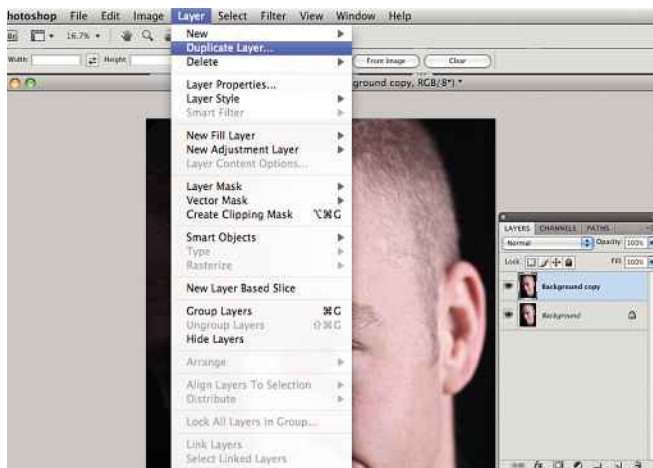 hotoshop File Edit Image Layer Select Filter View Window Help
Br 16.7%
Width: Height: Front Image Clear
ground copy, RGB/8*) *
New
Duplicate Layer...
Delete
Layer Properties...
Layer Style
Smart Filter
New Fill Layer
New Adjustment Layer
Layer Content Options...
Layer Mask
Vector Mask
Create Clipping Mask ⌥⌘G
Smart Objects
Type
Rasterize
New Layer Based Slice
Group Layers ⌘G
Ungroup Layers ⇧⌘G
Hide Layers
Arrange
Align Layers To Selection
Distribute
Lock All Layers in Group...
Link Layers
Select Linked Layers
LAYERS CHANNELS PATHS
Normal Opacity: 100%
Lock: Fill: 100%
Background copy
Background
fx